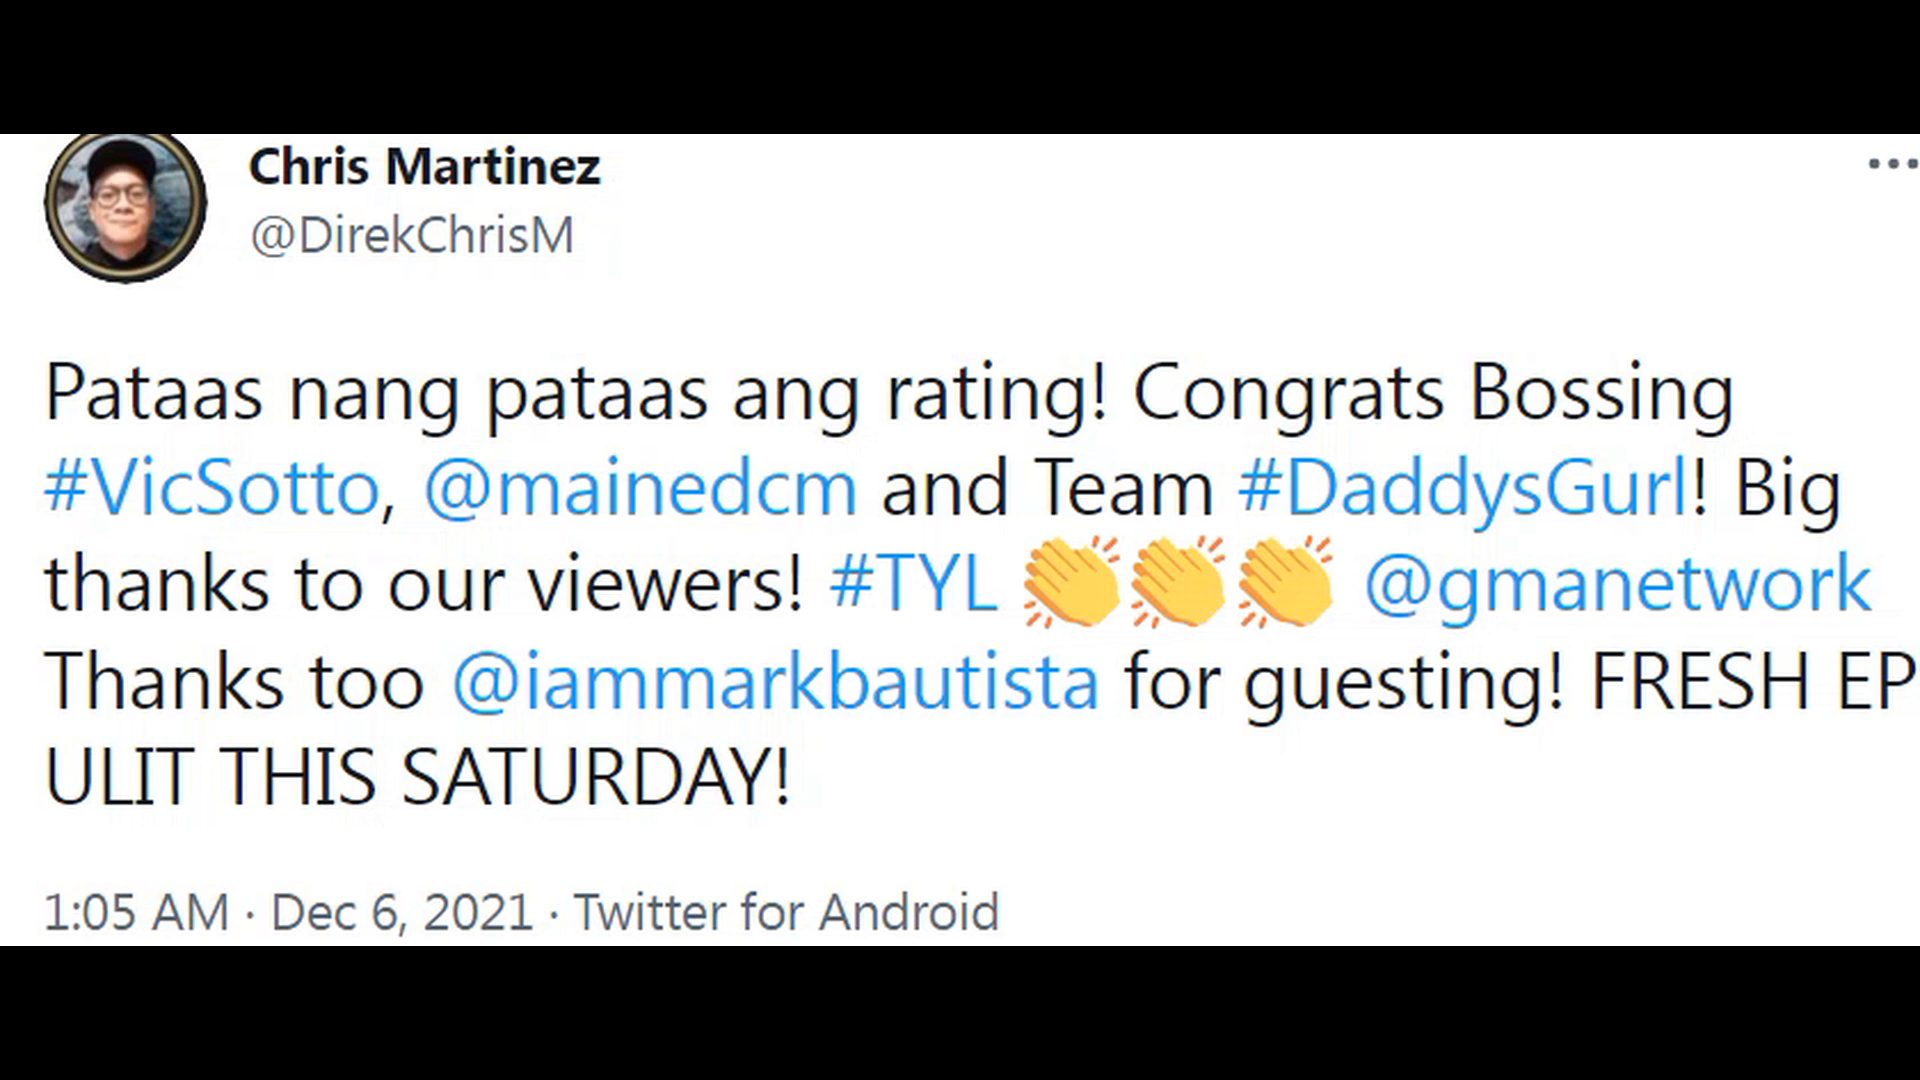 Chris Martinez
@DirekChrisM
Pataas nang pataas ang rating! Congrats Bossing
#VicSotto, @mainedcm and Team #DaddysGurl! Big
thanks to our viewers! #TYL 👏👏👏 @gmanetwork
Thanks too @iammarkbautista for guesting! FRESH EP
ULIT THIS SATURDAY!
1:05 AM · Dec 6, 2021 · Twitter for Android